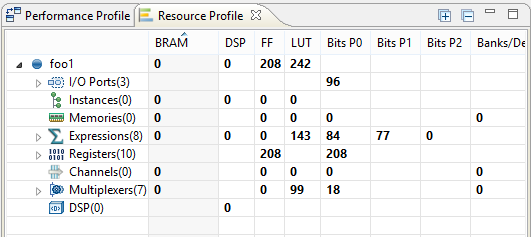 Performance Profile Resource Profile
BRAM DSP FF LUT Bits P0 Bits P1 Bits P2 Banks/De
foo1 0 0 208 242
I/O Ports(3) 96
Instances(0) 0 0 0 0
Memories(0) 0 0 0 0 0
Expressions(8) 0 0 0 143 84 77 0
Registers(10) 208 208
Channels(0) 0 0 0 0 0
Multiplexers(7) 0 0 99 18 0
DSP(0) 0